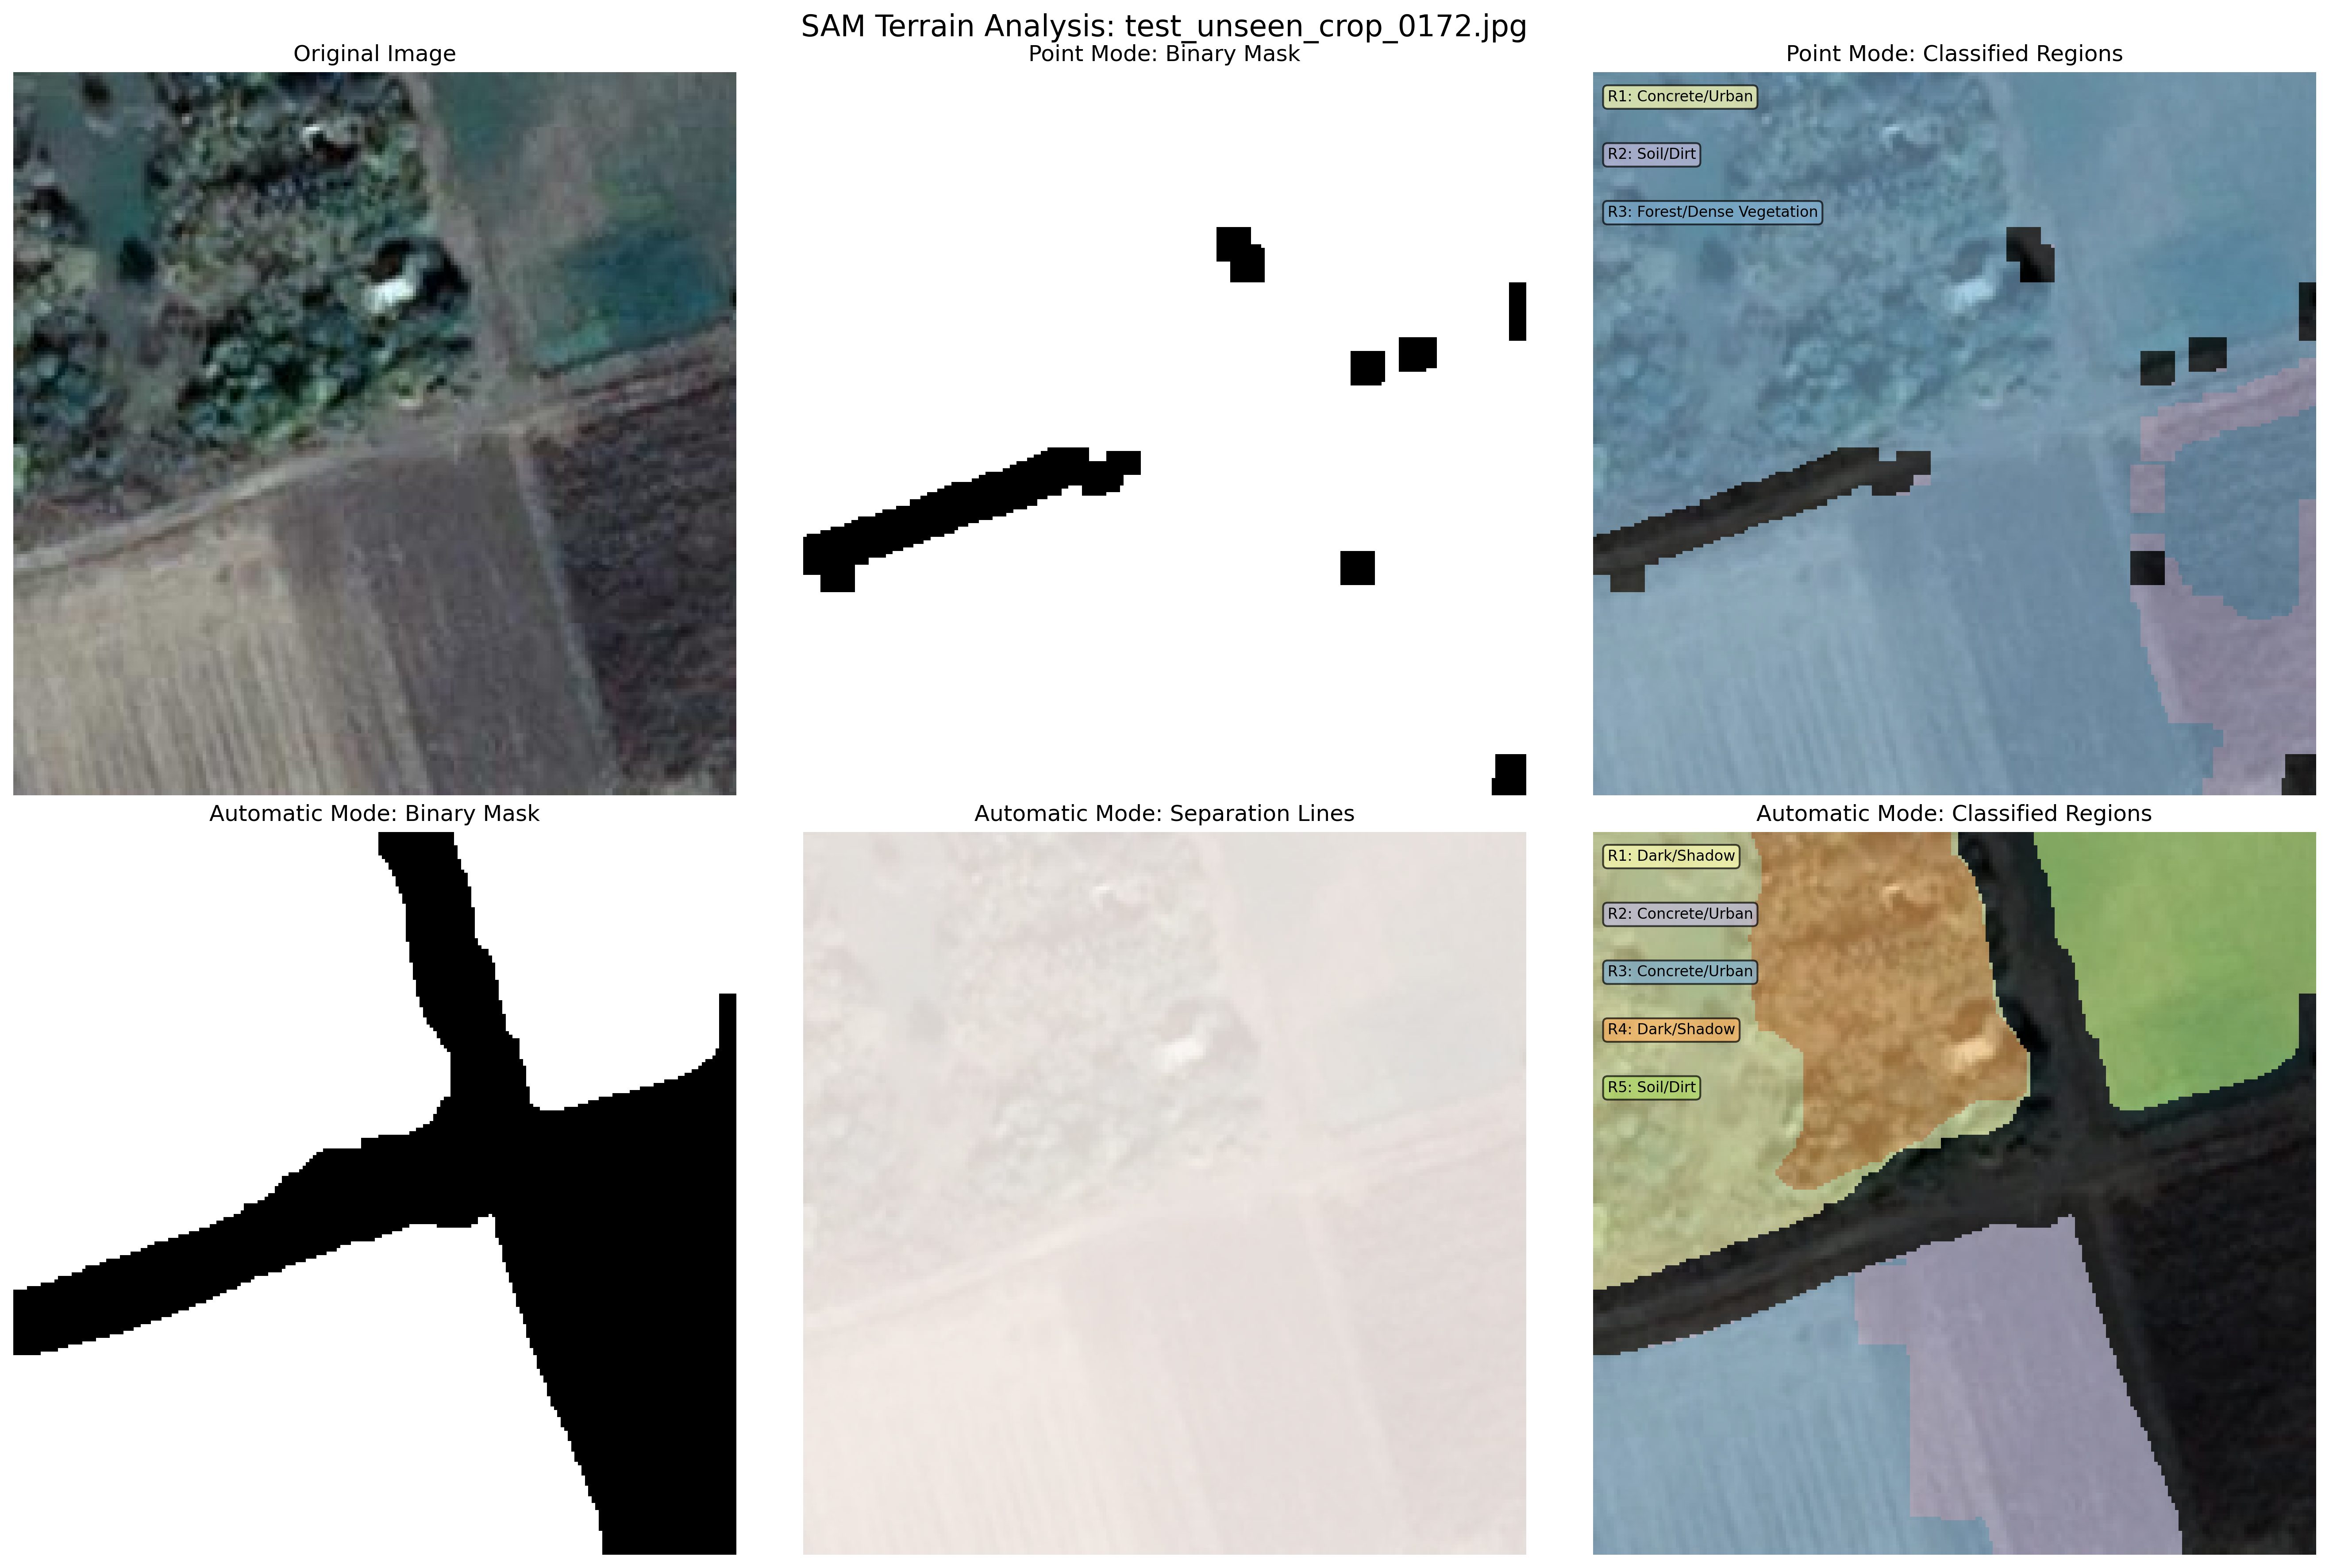 SAM Terrain Analysis: test_unseen_crop_0172.jpg
Original Image
Point Mode: Binary Mask
Point Mode: Classified Regions
R1: Concrete/Urban
R2: Soil/Dirt
R3: Forest/Dense Vegetation
Automatic Mode: Binary Mask
Automatic Mode: Separation Lines
Automatic Mode: Classified Regions
R1: Dark/Shadow
R2: Concrete/Urban
R3: Concrete/Urban
R4: Dark/Shadow
R5: Soil/Dirt